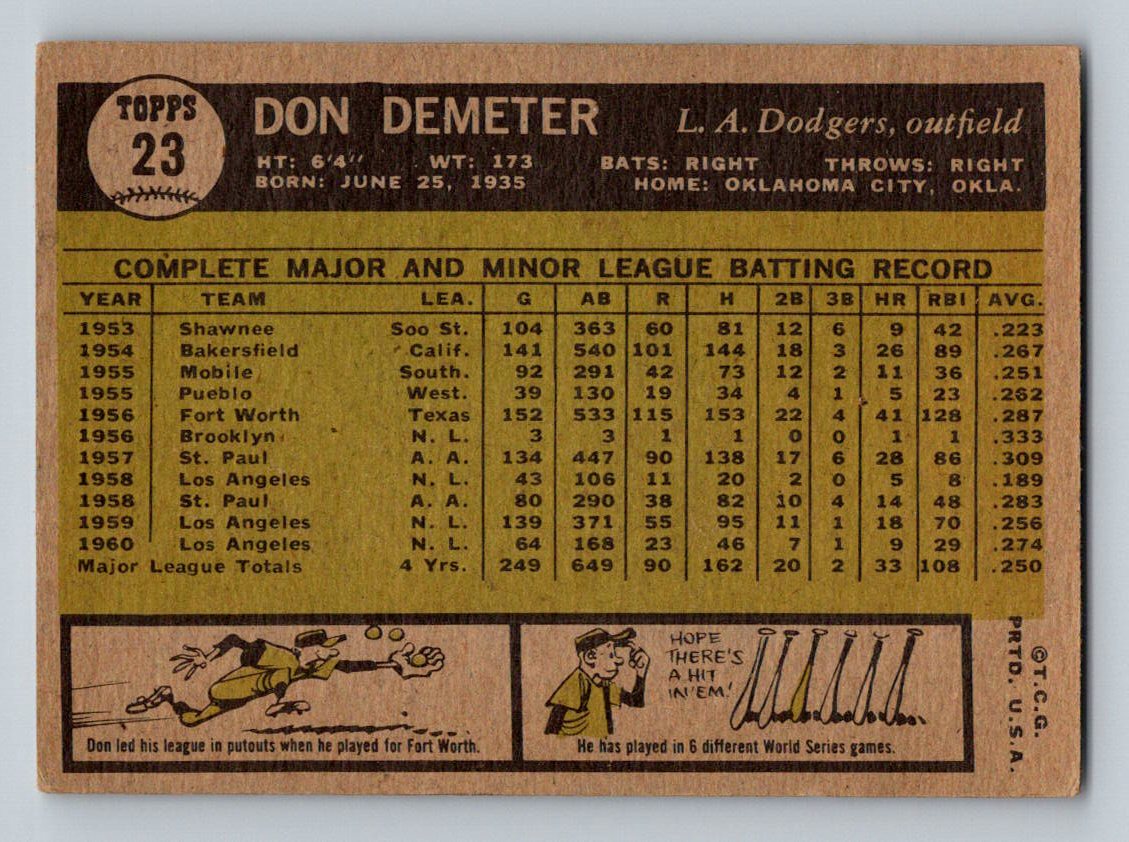 TOPPS
23
DON DEMETER L. A. Dodgers, outfield
HT: 6'4" WT: 173 BATS: RIGHT THROWS: RIGHT
BORN: JUNE 25, 1935 HOME: OKLAHOMA CITY, OKLA.
COMPLETE MAJOR AND MINOR LEAGUE BATTING RECORD
YEAR TEAM LEA. G AB R H 2B 3B HR RBI AVG.
1953 Shawnee Soo St. 104 363 60 81 12 6 9 42 .223
1954 Bakersfield Calif. 141 540 101 144 18 3 26 89 .267
1955 Mobile South. 92 291 42 73 12 2 11 36 .251
1955 Pueblo West. 39 130 19 34 4 1 5 23 .262
1956 Fort Worth Texas 152 533 115 153 22 4 41 128 .287
1956 Brooklyn N. L. 3 3 1 1 0 0 1 1 .333
1957 St. Paul A. A. 134 447 90 138 17 6 28 86 .309
1958 Los Angeles N. L. 43 106 11 20 2 0 5 8 .189
1958 St. Paul A. A. 80 290 38 82 10 4 14 48 .283
1959 Los Angeles N. L. 139 371 55 95 11 1 18 70 .256
1960 Los Angeles N. L. 64 168 23 46 7 1 9 29 .274
Major League Totals 4 Yrs. 249 649 90 162 20 2 33 108 .250
Don led his league in putouts when he played for Fort Worth.
HOPE
THERE'S
A HIT
IN 'EM!
He has played in 6 different World Series games.
©T.C.G.
PRTD. U.S.A.